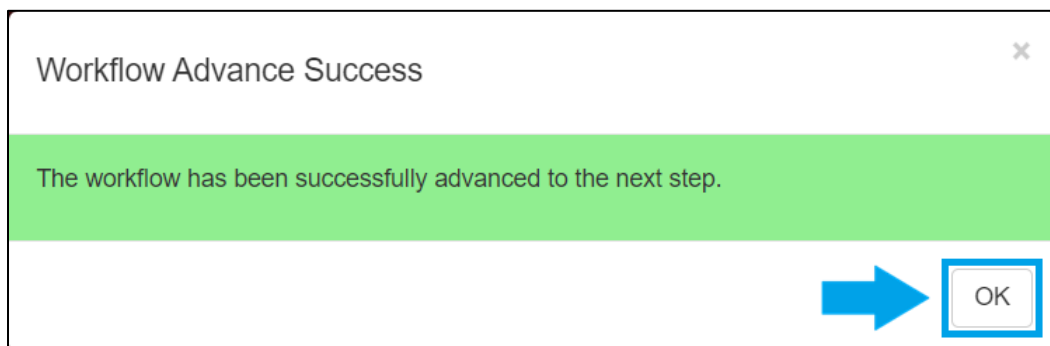 Workflow Advance Success
×
The workflow has been successfully advanced to the next step.
OK